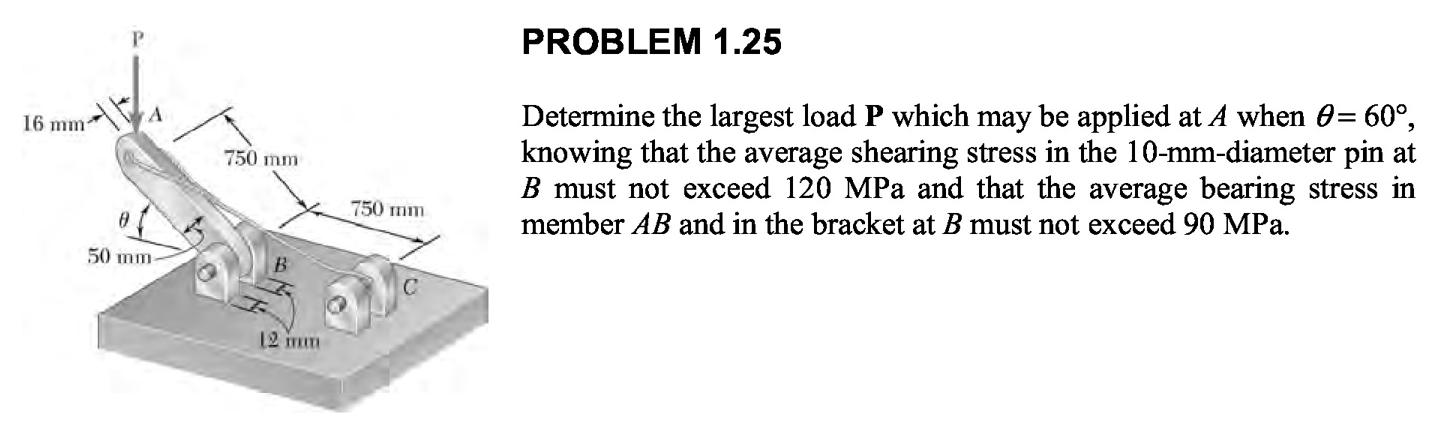 PROBLEM 1.25
Determine the largest load P which may be applied at A when θ = 60°,
knowing that the average shearing stress in the 10-mm-diameter pin at
B must not exceed 120 MPa and that the average bearing stress in
member AB and in the bracket at B must not exceed 90 MPa.
P
16 mm
A
750 mm
750 mm
θ
50 mm
B
C
12 mm